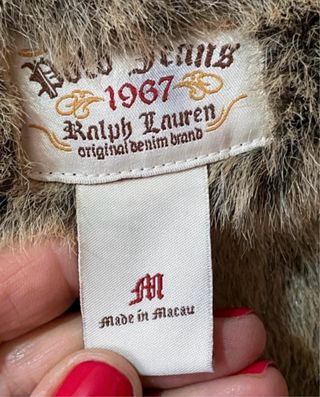 Polo Jeans
1967
Ralph Lauren
original denim brand
M
Made in Macau